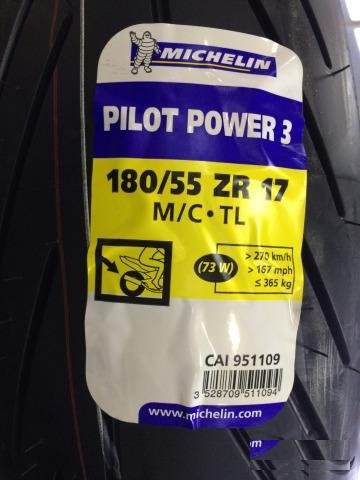 MICHELIN
PILOT POWER 3
180/55 ZR 17
M/C • TL
(73 W)
> 270 km/h
> 167 mph
≤ 365 kg
CAI 951109
3 528709 511094
www.michelin.com